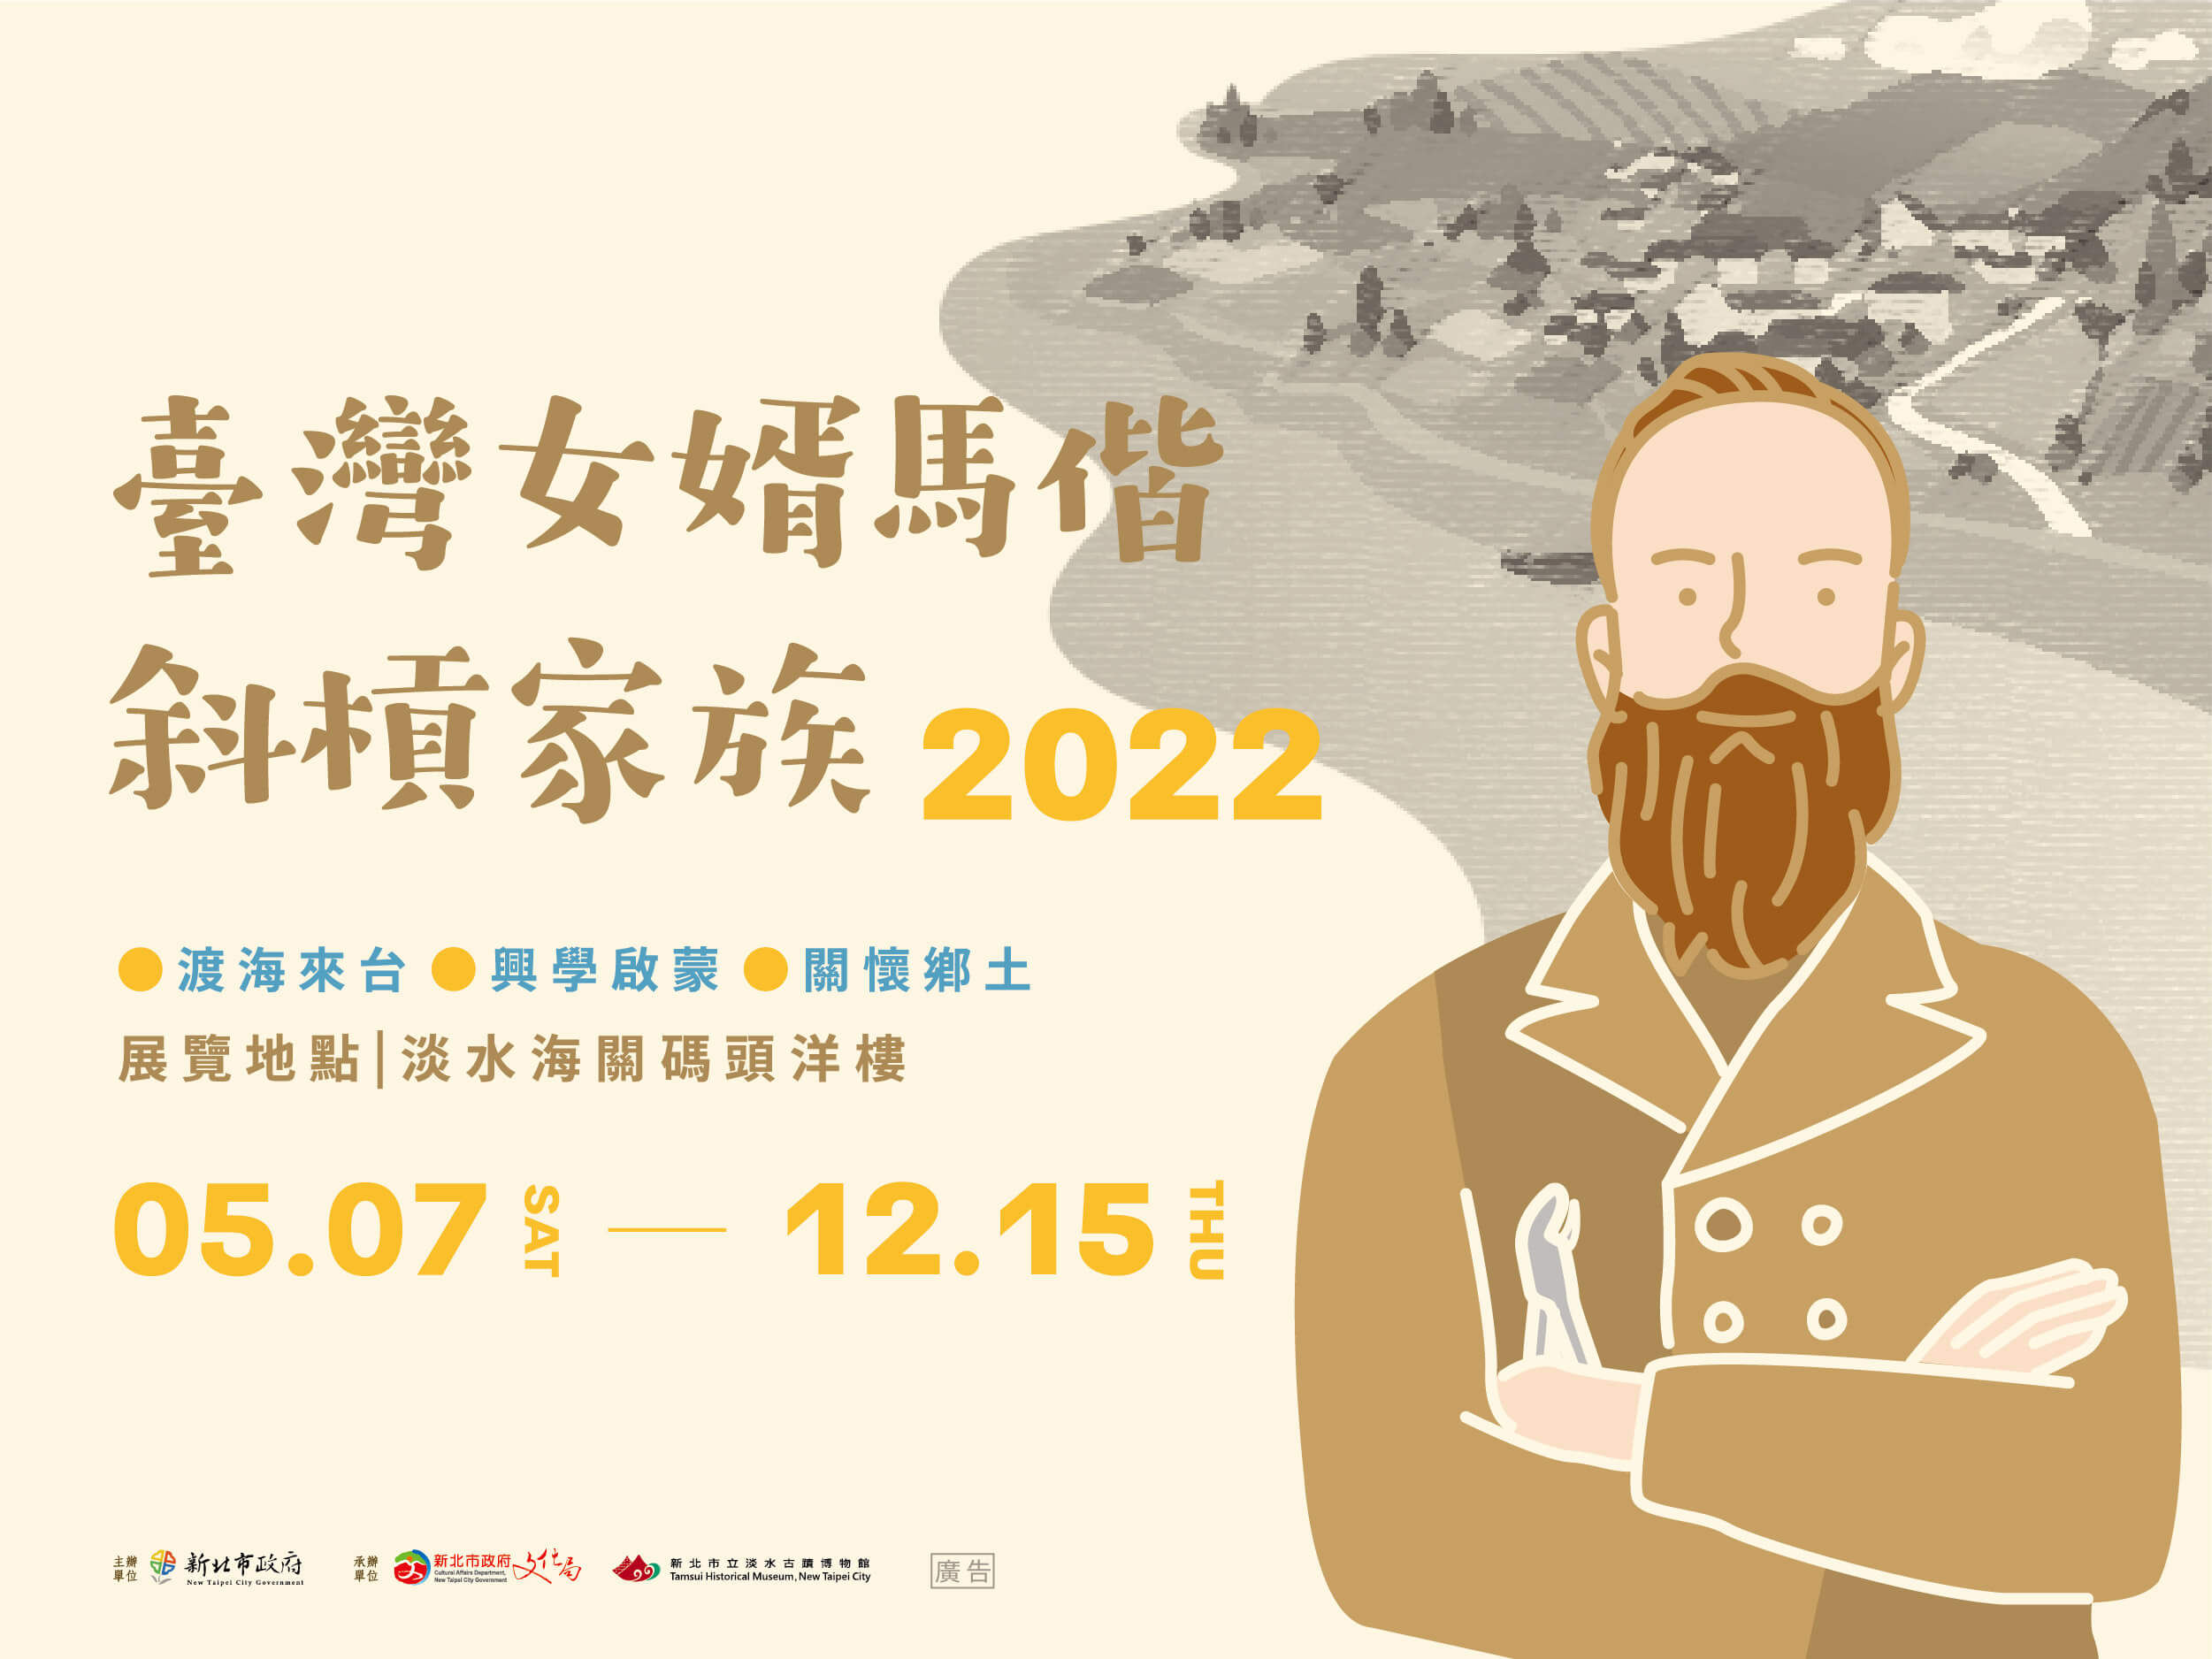 臺灣女婿馬偕
斜槓家族 2022
●渡海來台 ●興學啟蒙 ●關懷鄉土
展覽地點|淡水海關碼頭洋樓
05.07 SAT — 12.15 THU
主辦單位 新北市政府 New Taipei City Government
承辦單位 新北市政府文化局 Cultural Affairs Department, New Taipei City Government
新北市立淡水古蹟博物館
Tamsui Historical Museum, New Taipei City
廣告